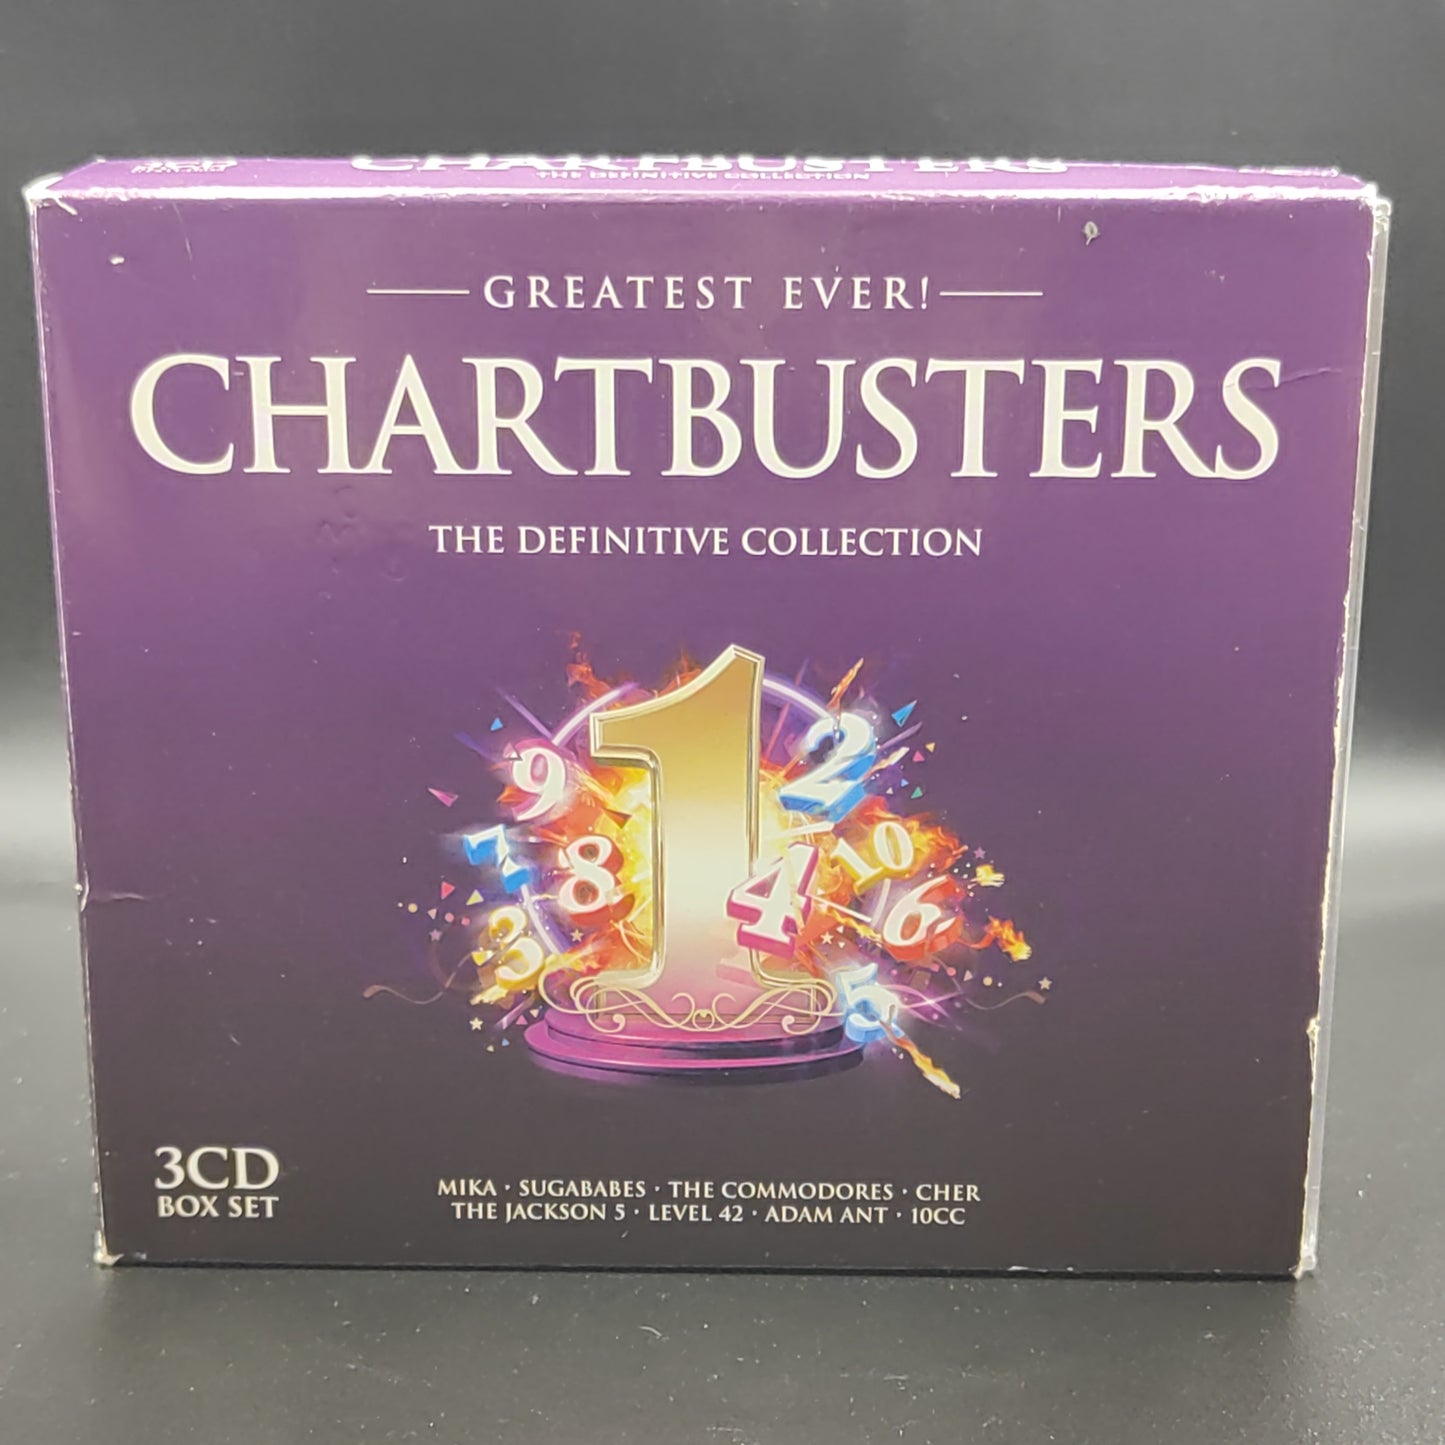 3CD
CHARTBUSTERS
THE DEFINITIVE COLLECTION
GREATEST EVER!
CHARTBUSTERS
THE DEFINITIVE COLLECTION
1
2
9
10
7
8
4
6
3
5
3CD
BOX SET
MIKA · SUGABABES · THE COMMODORES · CHER
THE JACKSON 5 · LEVEL 42 · ADAM ANT · 10CC